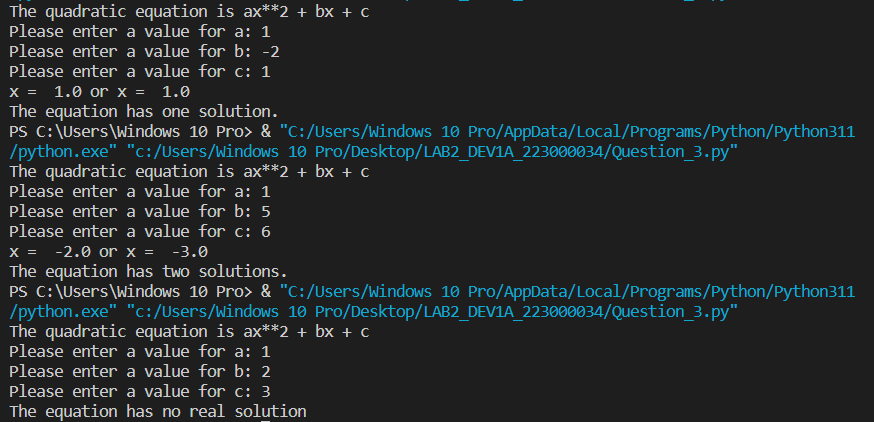 The quadratic equation is ax**2 + bx + c
Please enter a value for a: 1
Please enter a value for b: -2
Please enter a value for c: 1
x =  1.0 or x =  1.0
The equation has one solution.
PS C:\Users\Windows 10 Pro> & "C:/Users/Windows 10 Pro/AppData/Local/Programs/Python/Python311
/python.exe" "c:/Users/Windows 10 Pro/Desktop/LAB2_DEV1A_223000034/Question_3.py"
The quadratic equation is ax**2 + bx + c
Please enter a value for a: 1
Please enter a value for b: 5
Please enter a value for c: 6
x =  -2.0 or x =  -3.0
The equation has two solutions.
PS C:\Users\Windows 10 Pro> & "C:/Users/Windows 10 Pro/AppData/Local/Programs/Python/Python311
/python.exe" "c:/Users/Windows 10 Pro/Desktop/LAB2_DEV1A_223000034/Question_3.py"
The quadratic equation is ax**2 + bx + c
Please enter a value for a: 1
Please enter a value for b: 2
Please enter a value for c: 3
The equation has no real solution